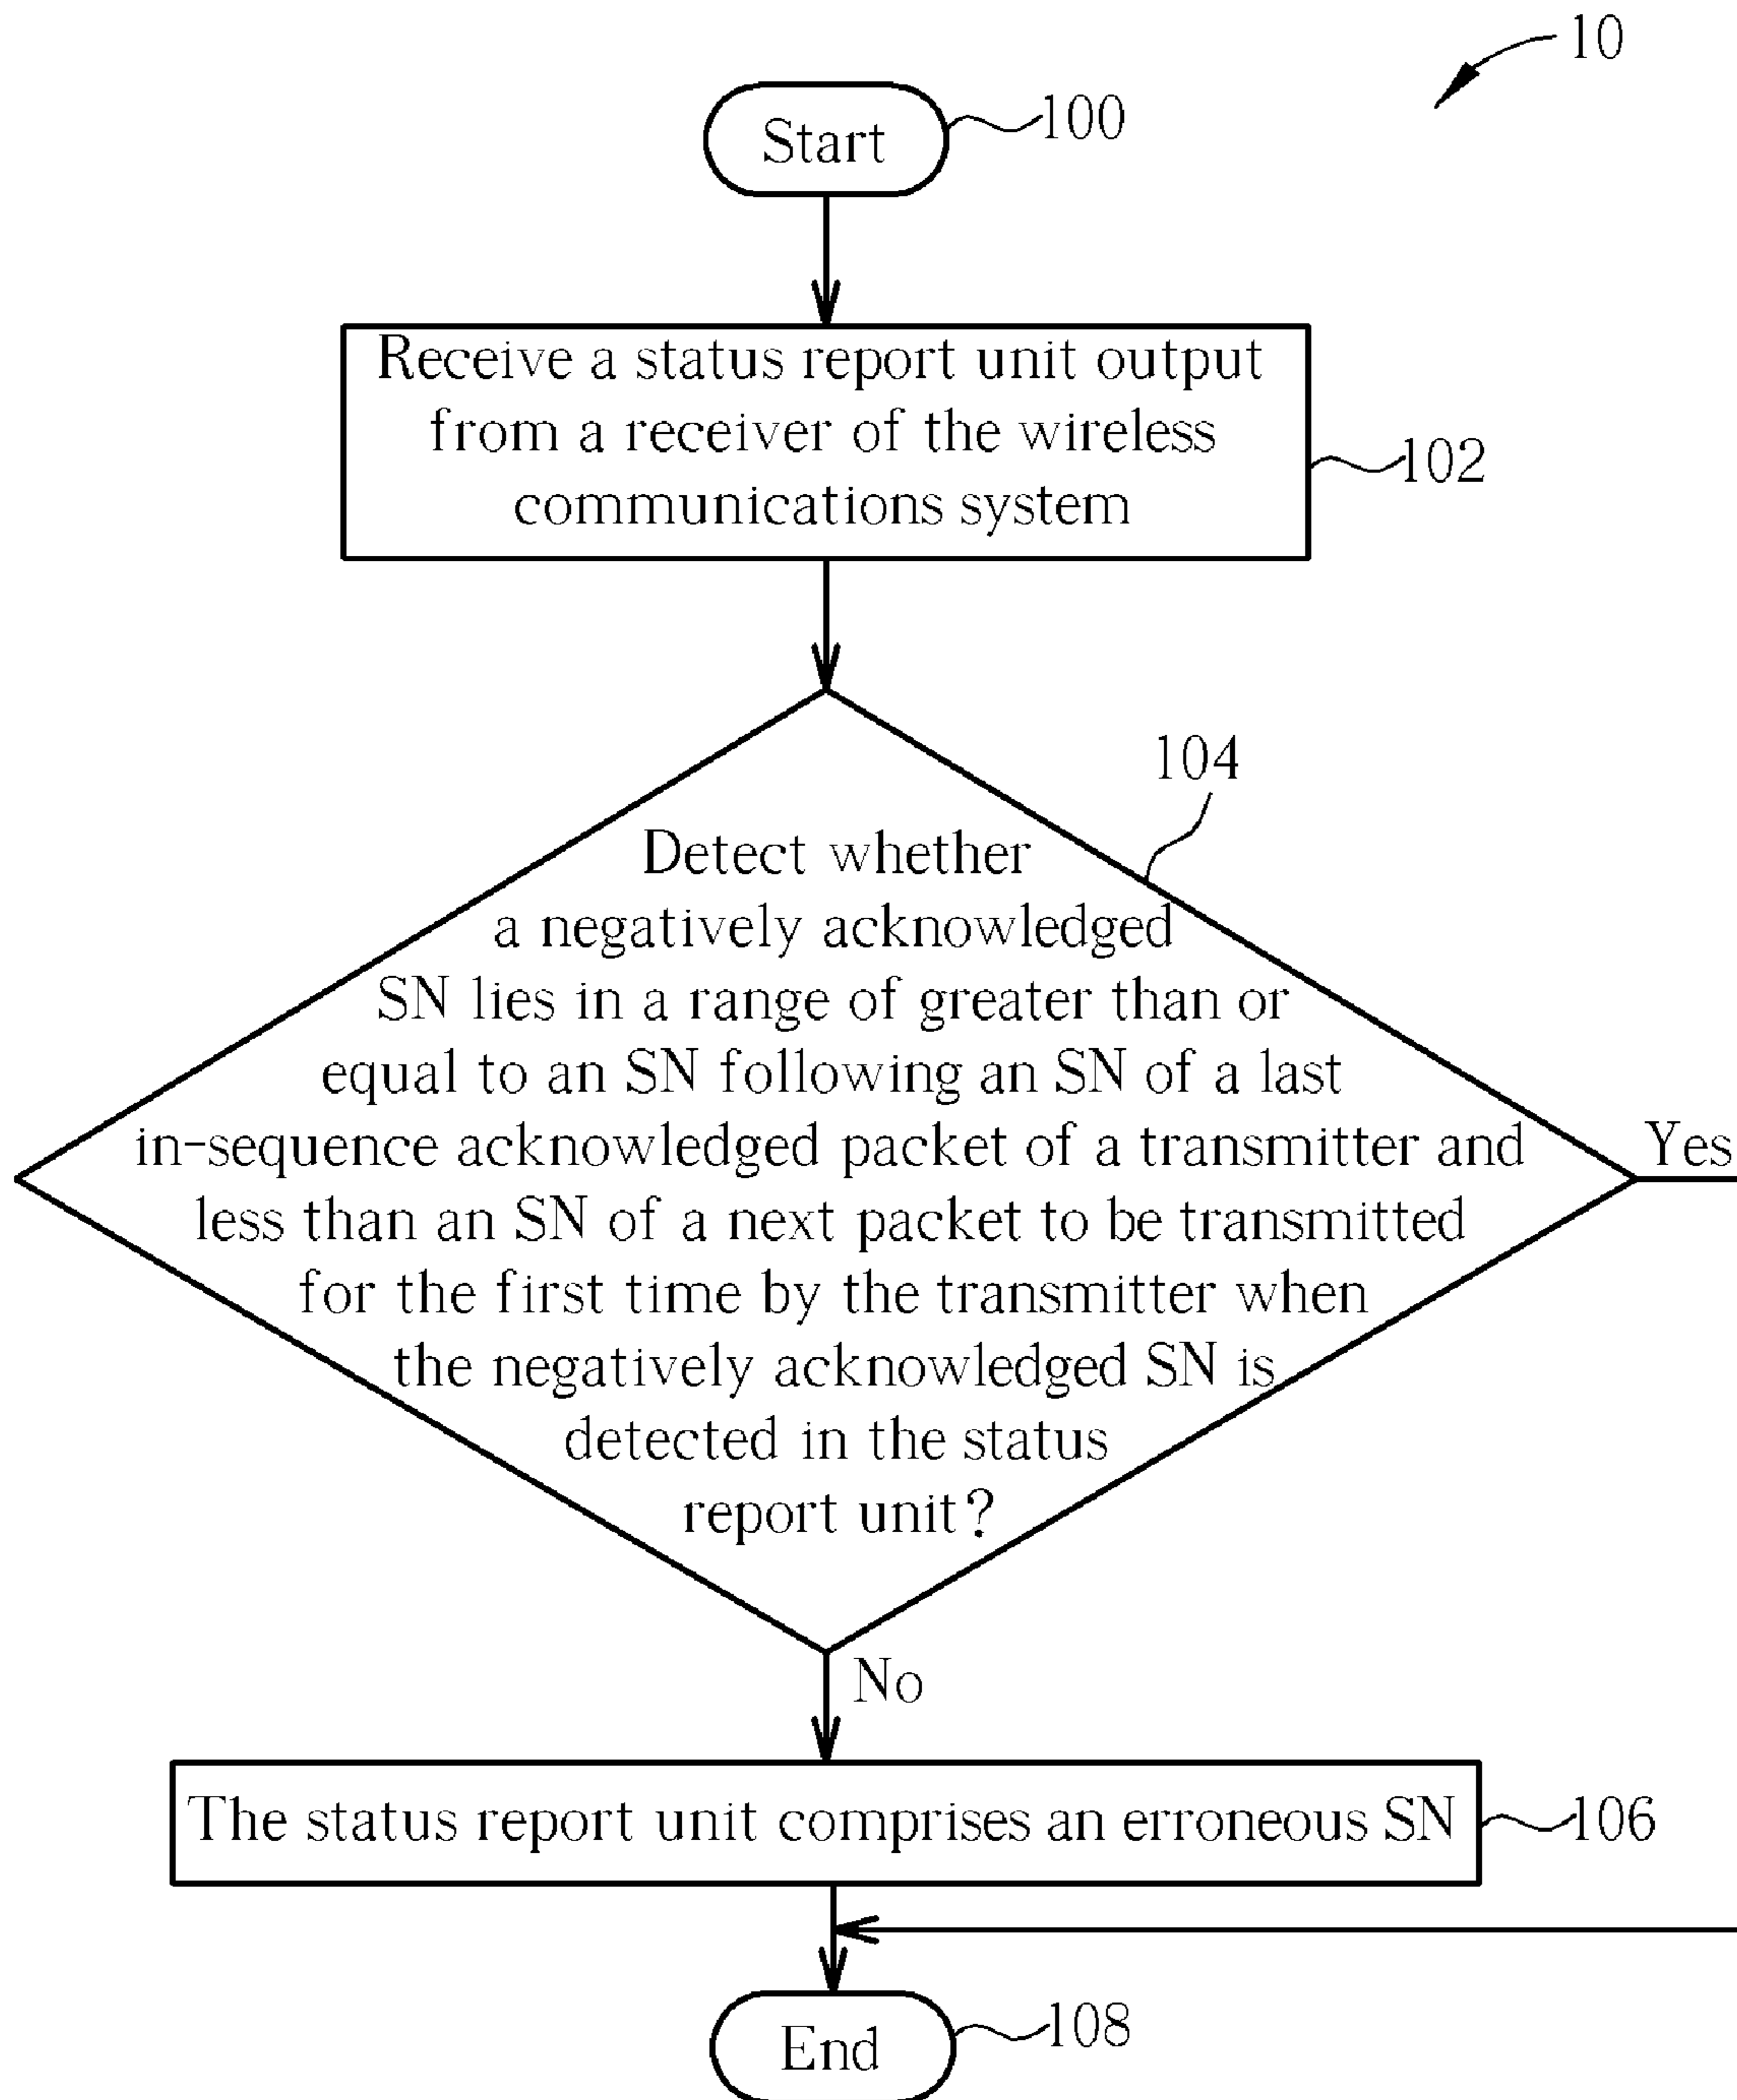 10
Start
100
Receive a status report unit output
from a receiver of the wireless
communications system
102
104
Detect whether
a negatively acknowledged
SN lies in a range of greater than or
equal to an SN following an SN of a last
in-sequence acknowledged packet of a transmitter and
less than an SN of a next packet to be transmitted
for the first time by the transmitter when
the negatively acknowledged SN is
detected in the status
report unit?
Yes
No
The status report unit comprises an erroneous SN
106
End
108